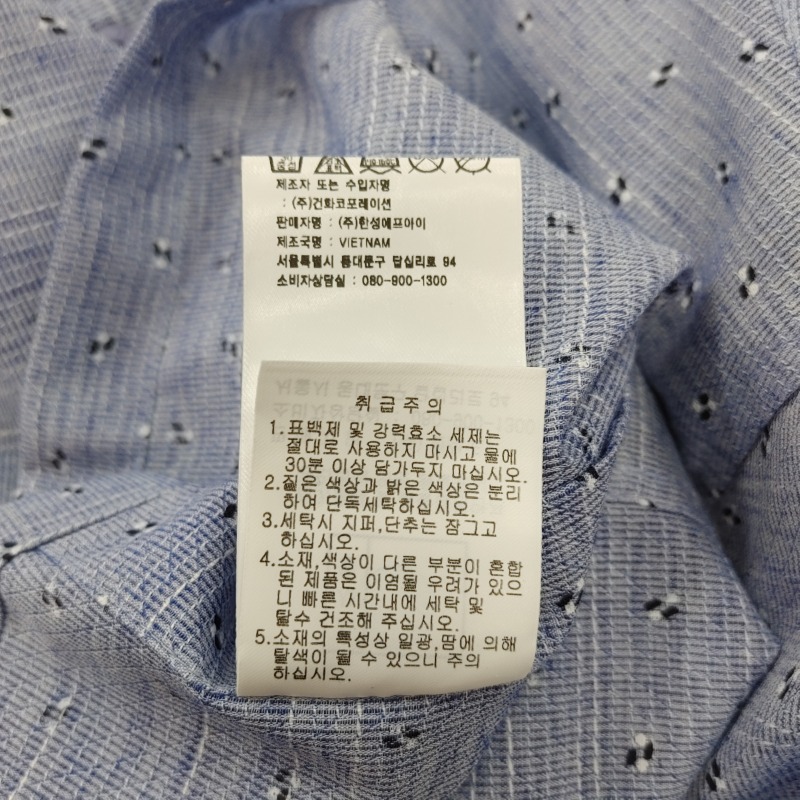 제조자 또는 수입자명
: (주)건화코포레이션
판매자명 : (주)한성에프아이
제조국명 : VIETNAM
서울특별시 동대문구 답십리로 94
소비자상담실 : 080-900-1300
취급주의
1.표백제 및 강력효소 세제는
절대로 사용하지 마시고 물에
30분 이상 담가두지 마십시오.
2.짙은 색상과 밝은 색상은 분리
하여 단독세탁하십시오.
3.세탁시 지퍼,단추는 잠그고
하십시오.
4.소재,색상이 다른 부분이 혼합
된 제품은 이염될 우려가 있으
니 빠른 시간내에 세탁 및
탈수 건조해 주십시오.
5.소재의 특성상 일광,땀에 의해
탈색이 될 수 있으니 주의
하십시오.